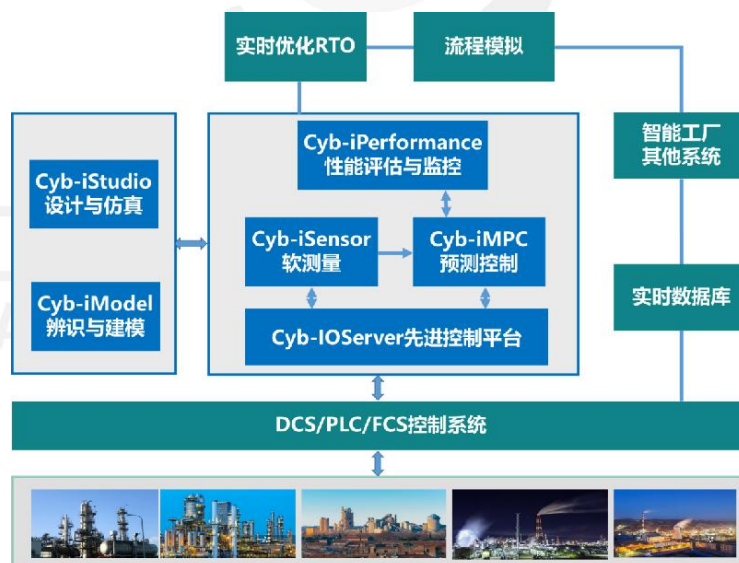 实时优化RTO
流程模拟
智能工厂
其他系统
实时数据库
Cyb-iStudio
设计与仿真
Cyb-iModel
辨识与建模
Cyb-iPerformance
性能评估与监控
Cyb-iSensor
软测量
Cyb-iMPC
预测控制
Cyb-IOServer先进控制平台
DCS/PLC/FCS控制系统